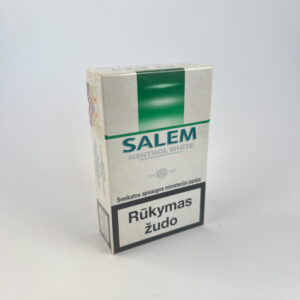 SALEM
MENTHOL WHITE
Sveikatos apsaugos ministerija įspėja:
Rūkymas
žudo